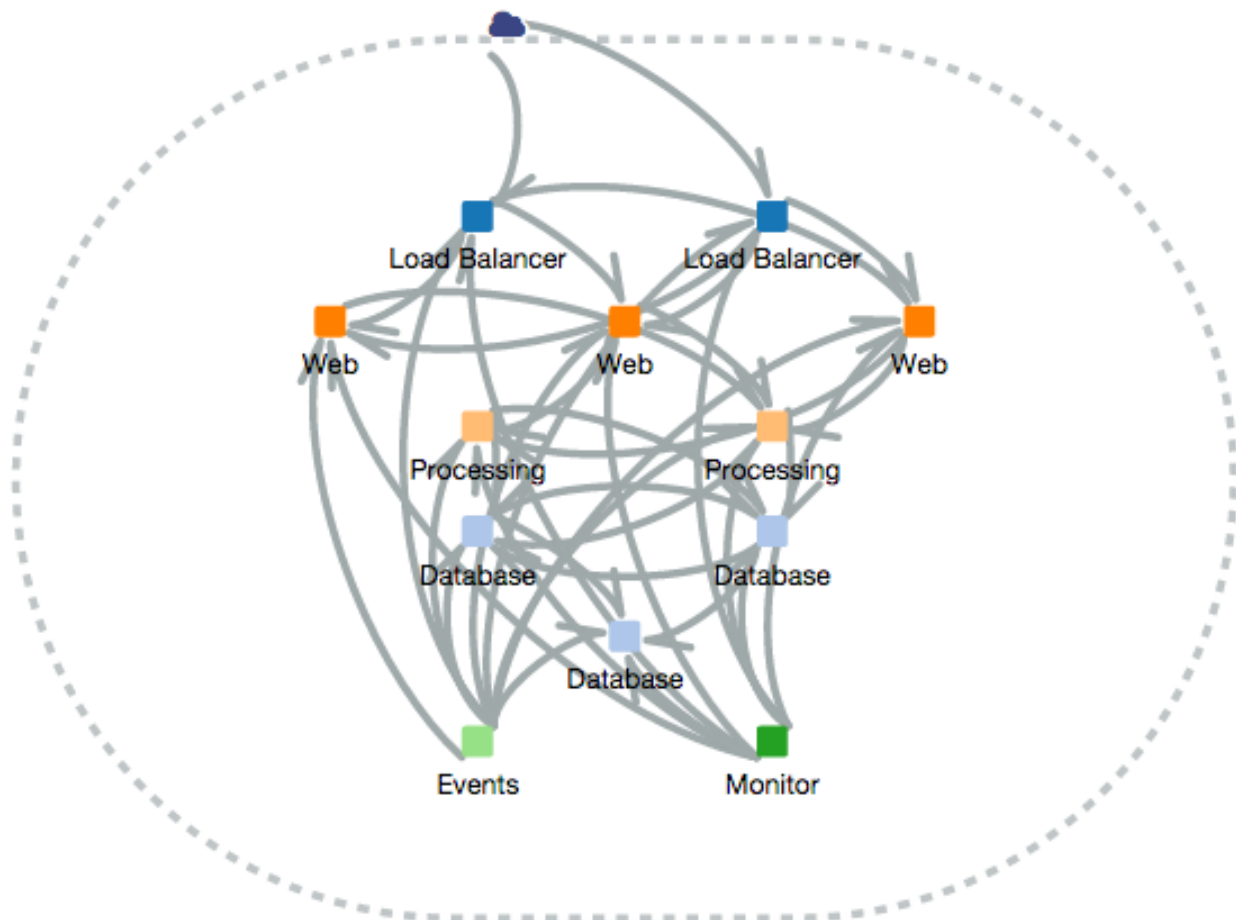 Load Balancer
Load Balancer
Web
Web
Web
Processing
Processing
Database
Database
Database
Events
Monitor